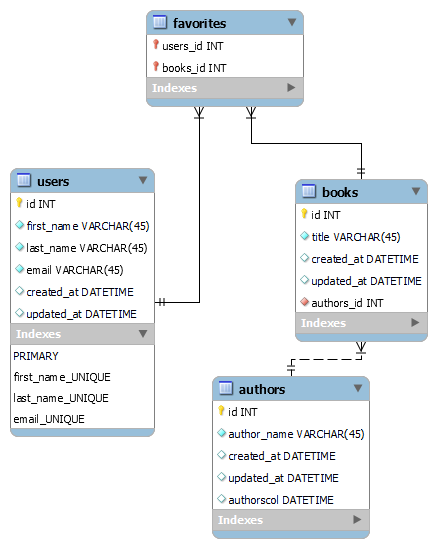 favorites
users_id INT
books_id INT
Indexes
users
id INT
first_name VARCHAR(45)
last_name VARCHAR(45)
email VARCHAR(45)
created_at DATETIME
updated_at DATETIME
Indexes
PRIMARY
first_name_UNIQUE
last_name_UNIQUE
email_UNIQUE
books
id INT
title VARCHAR(45)
created_at DATETIME
updated_at DATETIME
authors_id INT
Indexes
authors
id INT
author_name VARCHAR(45)
created_at DATETIME
updated_at DATETIME
authorscol DATETIME
Indexes